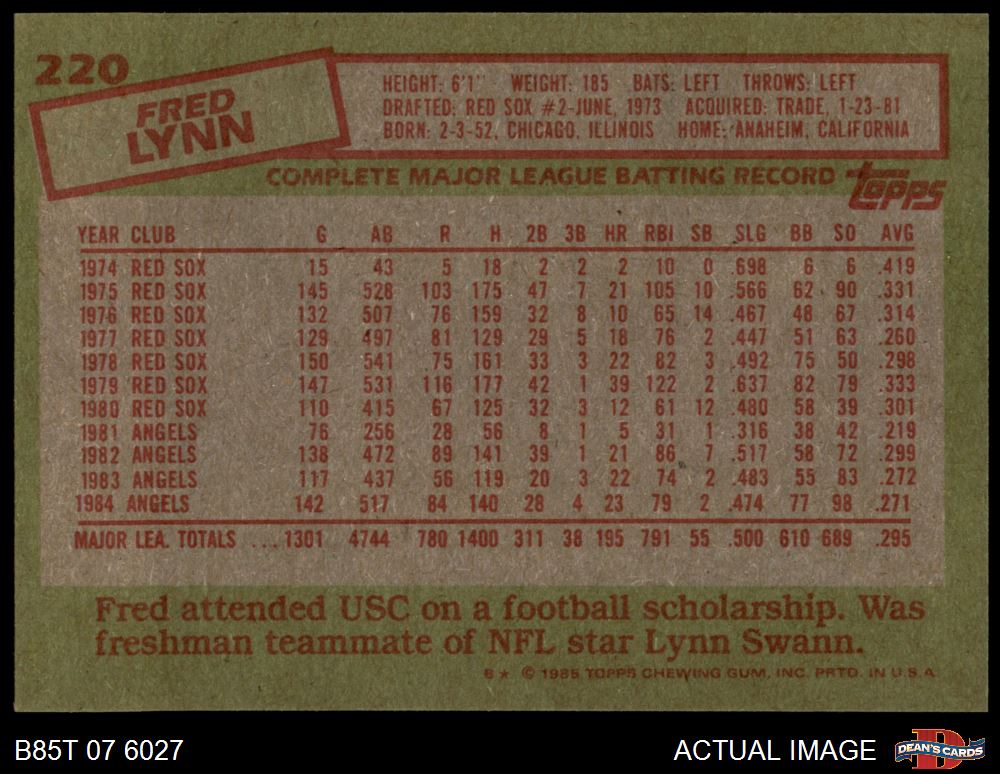 220
FRED
LYNN
HEIGHT: 6'1" WEIGHT: 185 BATS: LEFT THROWS: LEFT
DRAFTED: RED SOX #2-JUNE, 1973 ACQUIRED: TRADE, 1-23-81
BORN: 2-3-52, CHICAGO, ILLINOIS HOME: ANAHEIM, CALIFORNIA
COMPLETE MAJOR LEAGUE BATTING RECORD topps
YEAR CLUB G AB R H 2B 3B HR RBI SB SLG BB SO AVG
1974 RED SOX 15 43 5 18 2 2 2 10 0 .698 6 6 .419
1975 RED SOX 145 528 103 175 47 7 21 105 10 .566 62 90 .331
1976 RED SOX 132 507 76 159 32 8 10 65 14 .467 48 67 .314
1977 RED SOX 129 497 81 129 29 5 18 76 2 .447 51 63 .260
1978 RED SOX 150 541 75 161 33 3 22 82 3 .492 75 50 .298
1979 RED SOX 147 531 116 177 42 1 39 122 2 .637 82 79 .333
1980 RED SOX 110 415 67 125 32 3 12 61 12 .480 58 39 .301
1981 ANGELS 76 256 28 56 8 1 5 31 1 .316 38 42 .219
1982 ANGELS 138 472 89 141 39 1 21 86 7 .517 58 72 .299
1983 ANGELS 117 437 56 119 20 3 22 74 2 .483 55 83 .272
1984 ANGELS 142 517 84 140 28 4 23 79 2 .474 77 98 .271
MAJOR LEA. TOTALS ... 1301 4744 780 1400 311 38 195 791 55 .500 610 689 .295
Fred attended USC on a football scholarship. Was
freshman teammate of NFL star Lynn Swann.
B★ © 1985 TOPPS CHEWING GUM, INC. PRTD. IN U.S.A.
B85T 07 6027 ACTUAL IMAGE DEAN'S CARDS